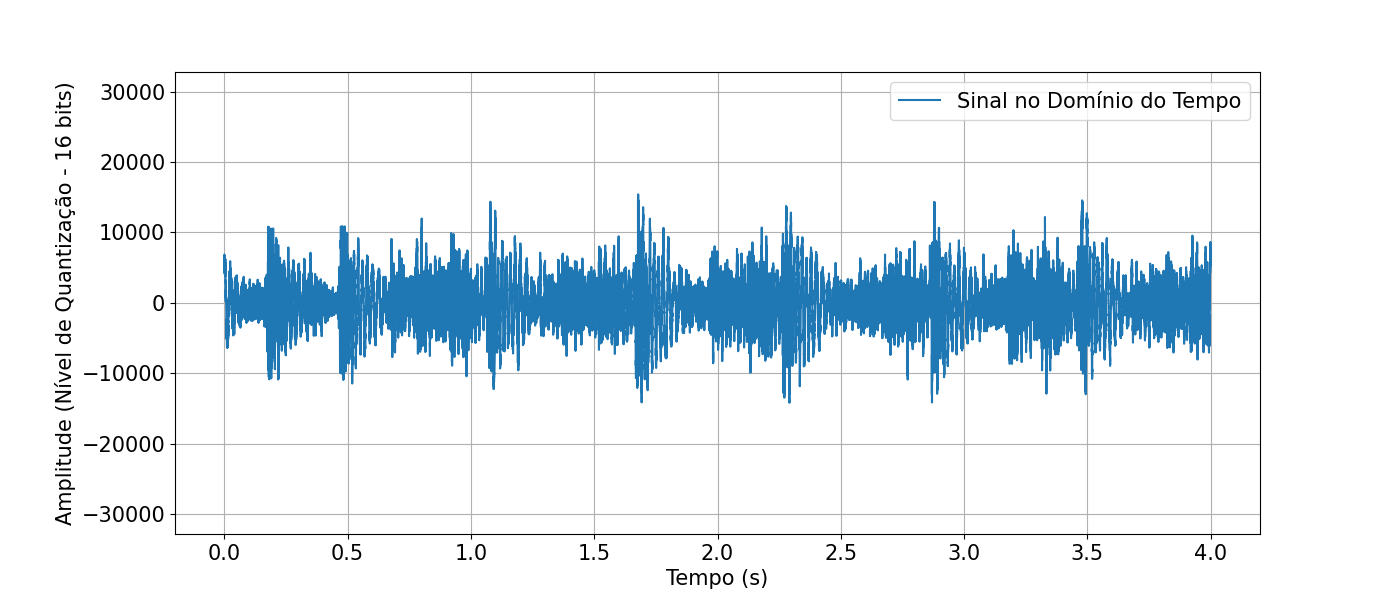 Sinal no Domínio do Tempo
Amplitude (Nível de Quantização - 16 bits)
30000
20000
10000
0
−10000
−20000
−30000
0.0 0.5 1.0 1.5 2.0 2.5 3.0 3.5 4.0
Tempo (s)